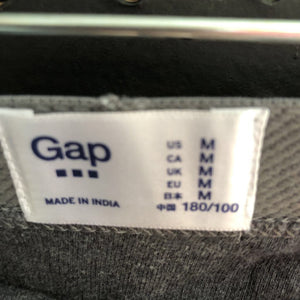 Gap
MADE IN INDIA
US M
CA M
UK M
EU M
日本 M
中国 180/100